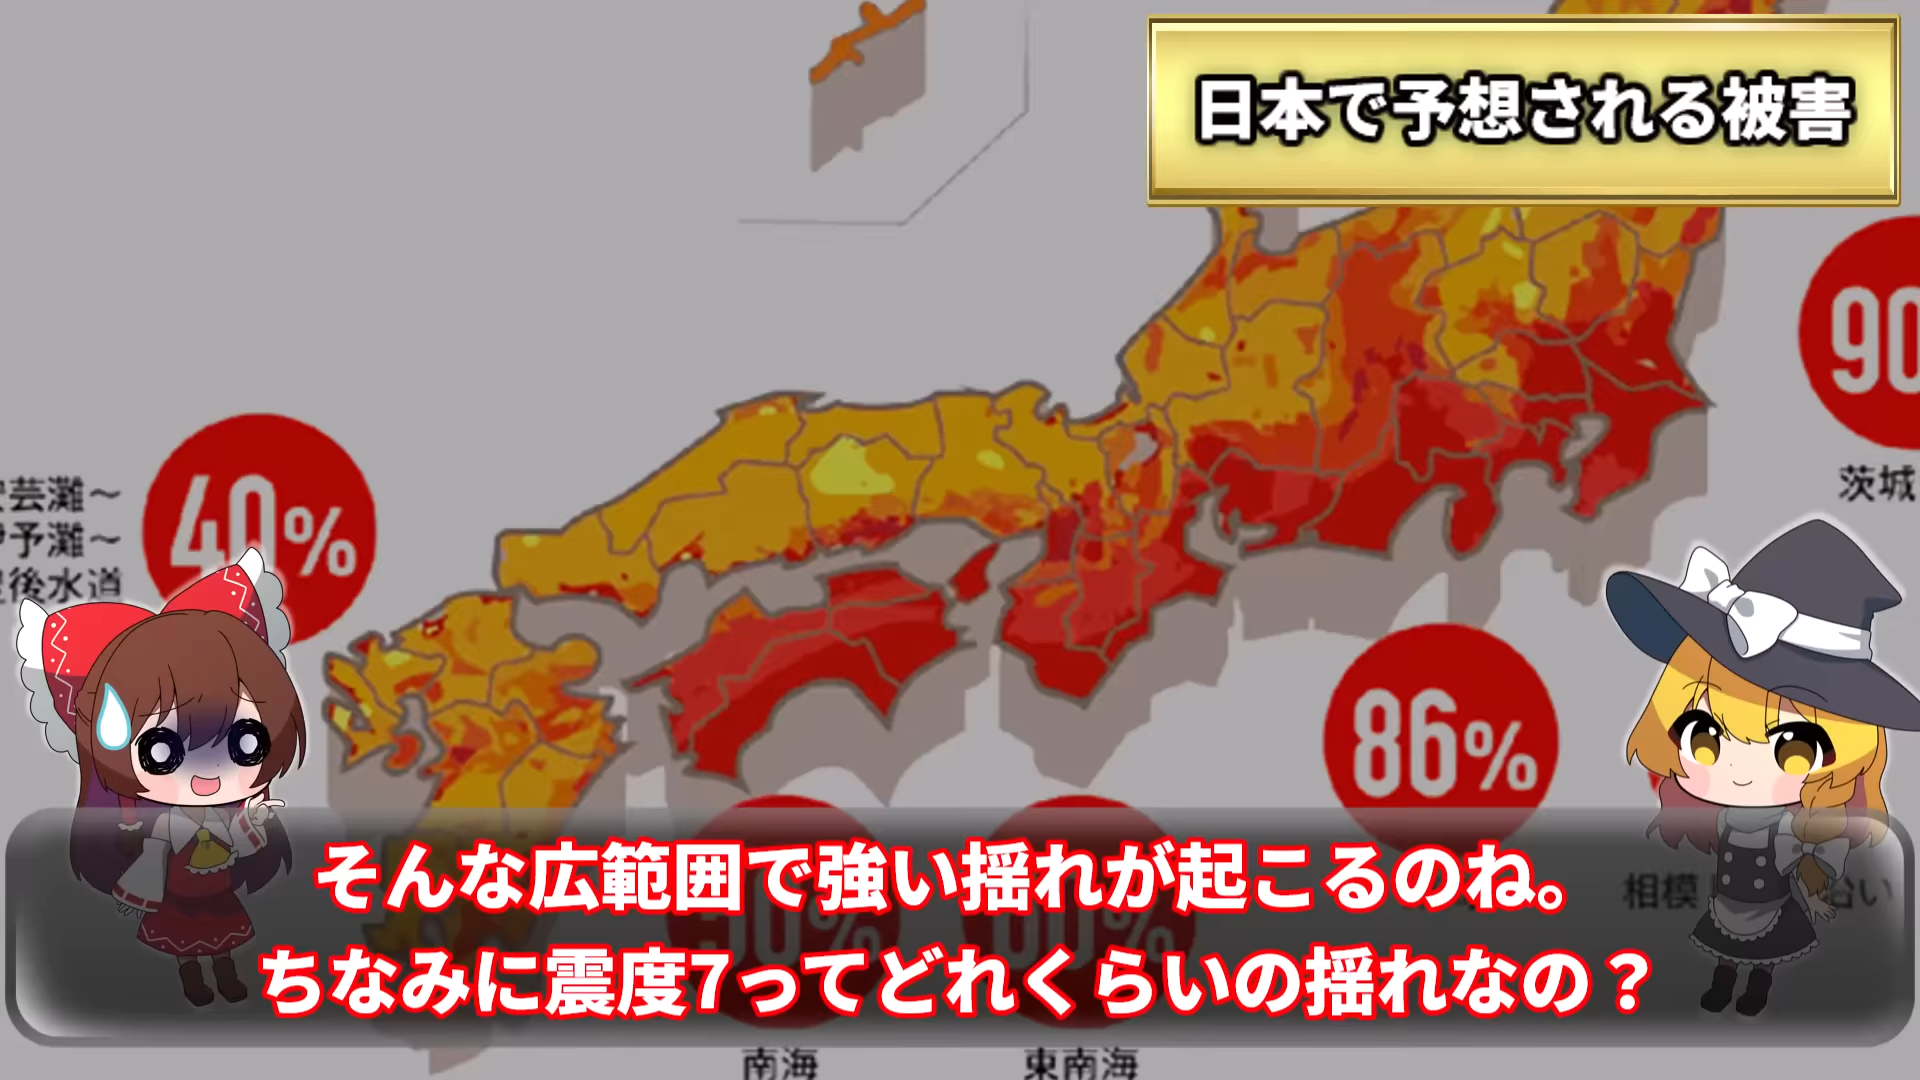 日本で予想される被害
90
茨城
40%
芸灘～
予灘～
後水道
86%
相模
沿い
そんな広範囲で強い揺れが起こるのね。
ちなみに震度7ってどれくらいの揺れなの？
南海
東南海